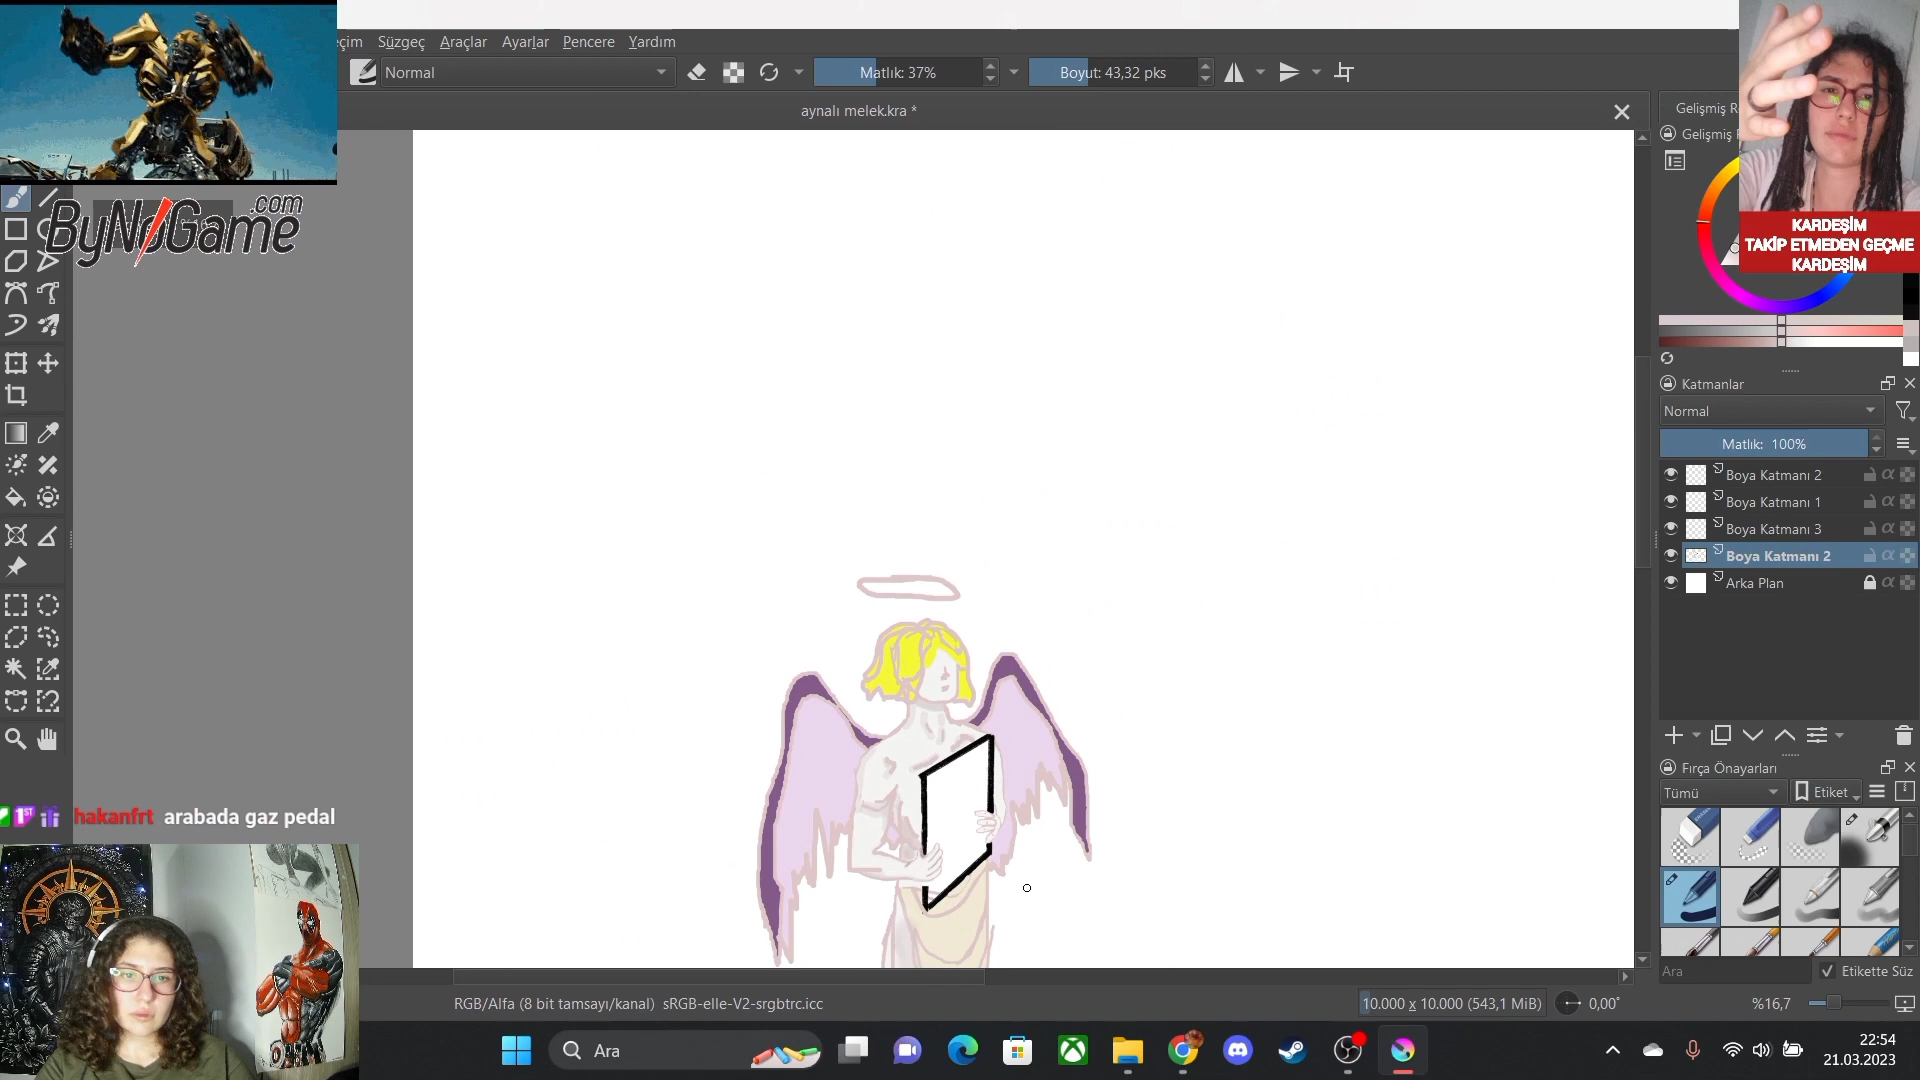 çim Süzgeç Araçlar Ayarlar Pencere Yardım
Normal
Matlık: 37%
Boyut: 43,32 pks
aynalı melek.kra *
Gelişmiş R
Gelişmiş
ByNoGame
.com
KARDEŞİM
TAKİP ETMEDEN GEÇME
KARDEŞİM
Katmanlar
Normal
Matlık: 100%
Boya Katmanı 2
Boya Katmanı 1
Boya Katmanı 3
Boya Katmanı 2
Arka Plan
Fırça Önayarları
Tümü
Etiket
Ara
Etikette Süz
1ST
hakanfrt arabada gaz pedal
RGB/Alfa (8 bit tamsayı/kanal) sRGB-elle-V2-srgbtrc.icc
10.000 x 10.000 (543,1 MiB)
0,00°
%16,7
Ara
22:54
21.03.2023